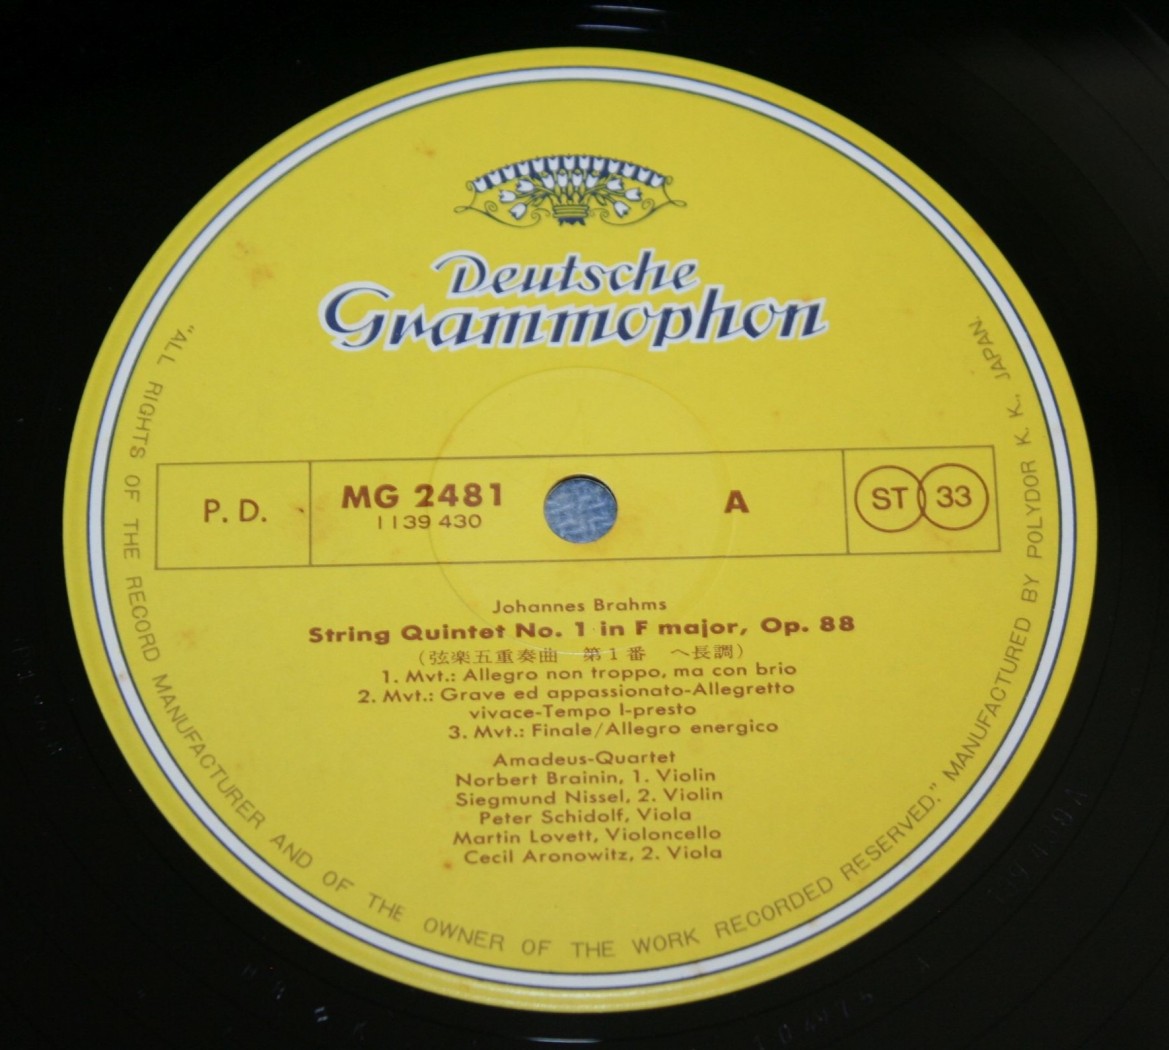 Deutsche
Grammophon
P. D.
MG 2481
1139 430
A
ST 33
Johannes Brahms
String Quintet No. 1 in F major, Op. 88
(弦楽五重奏曲　第1番　ヘ長調)
1. Mvt.: Allegro non troppo, ma con brio
2. Mvt.: Grave ed appassionato-Allegretto
vivace-Tempo I-presto
3. Mvt.: Finale/Allegro energico
Amadeus-Quartet
Norbert Brainin, 1. Violin
Siegmund Nissel, 2. Violin
Peter Schidolf, Viola
Martin Lovett, Violoncello
Cecil Aronowitz, 2. Viola
"ALL RIGHTS OF THE RECORD MANUFACTURER AND OF THE OWNER OF THE WORK RECORDED RESERVED." MANUFACTURED BY POLYDOR K. K., JAPAN.